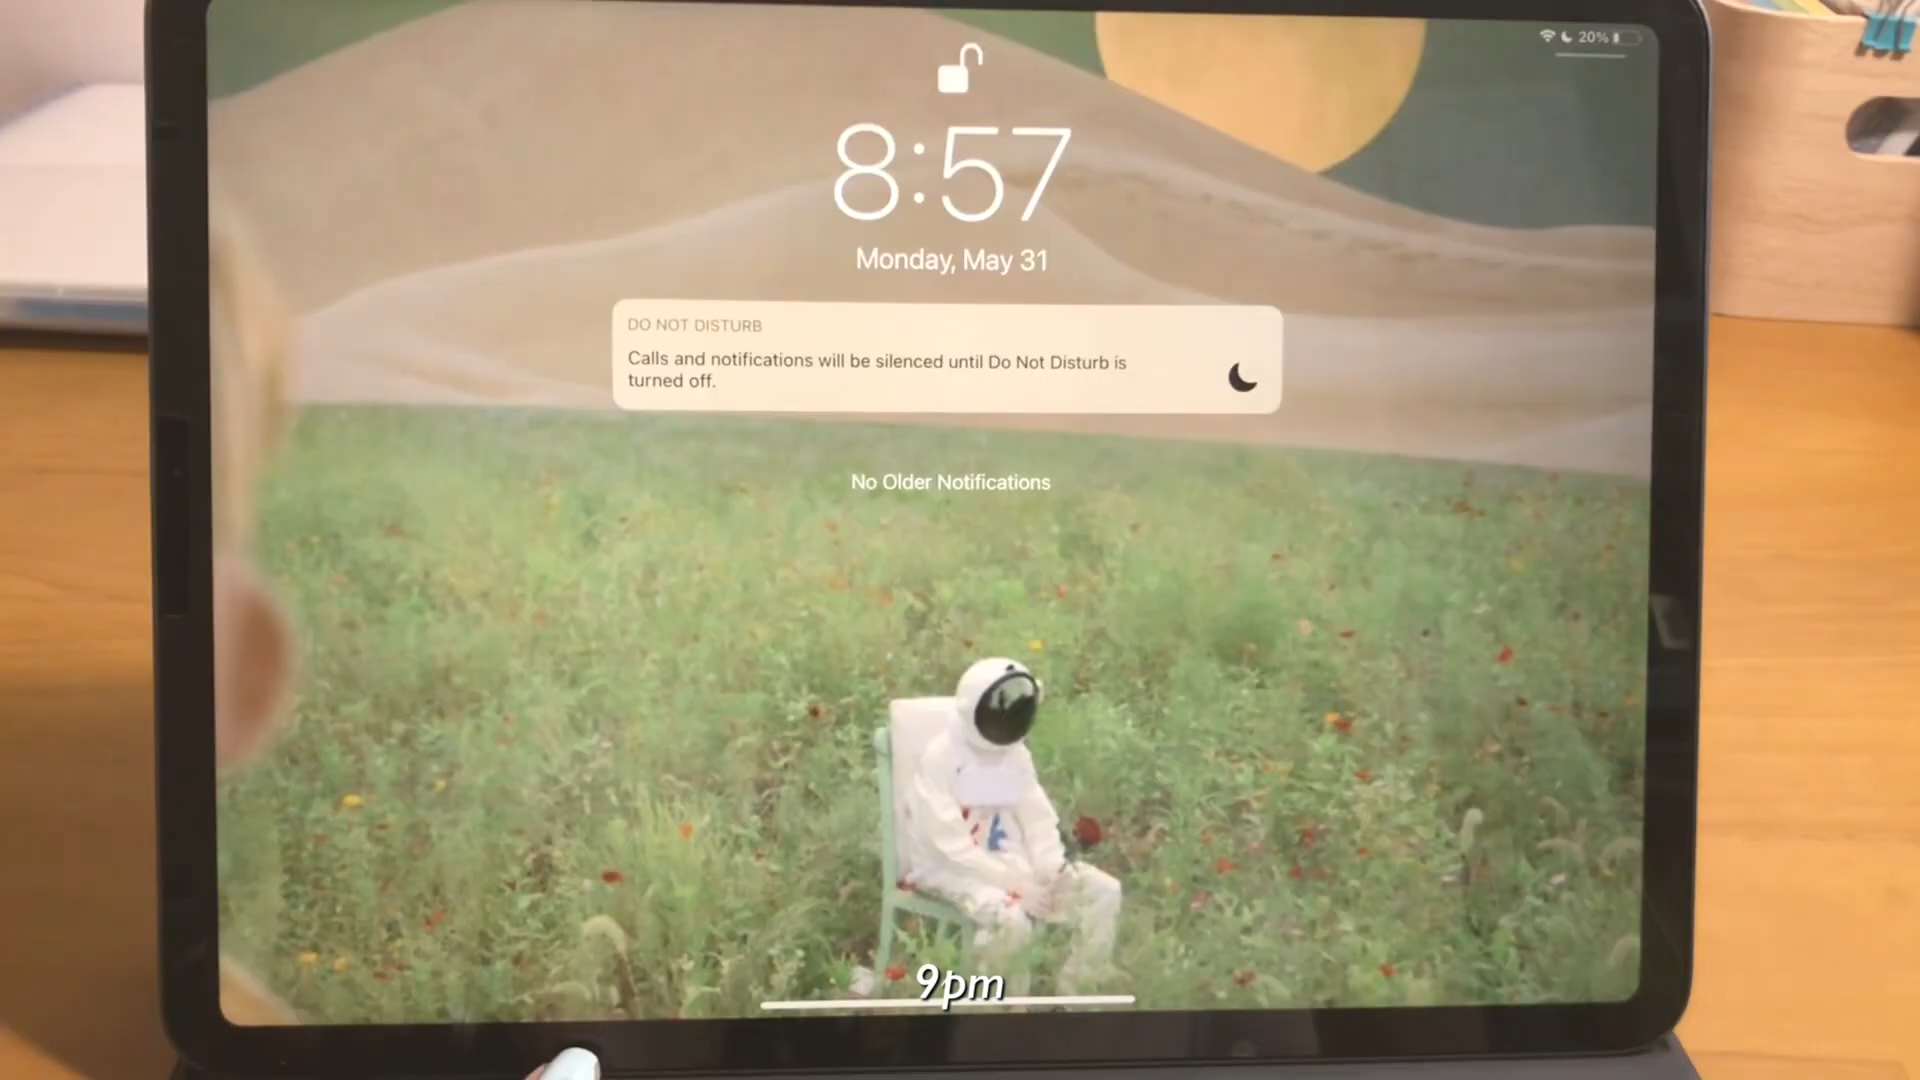 20%
8:57
Monday, May 31
DO NOT DISTURB
Calls and notifications will be silenced until Do Not Disturb is
turned off.
No Older Notifications
9pm